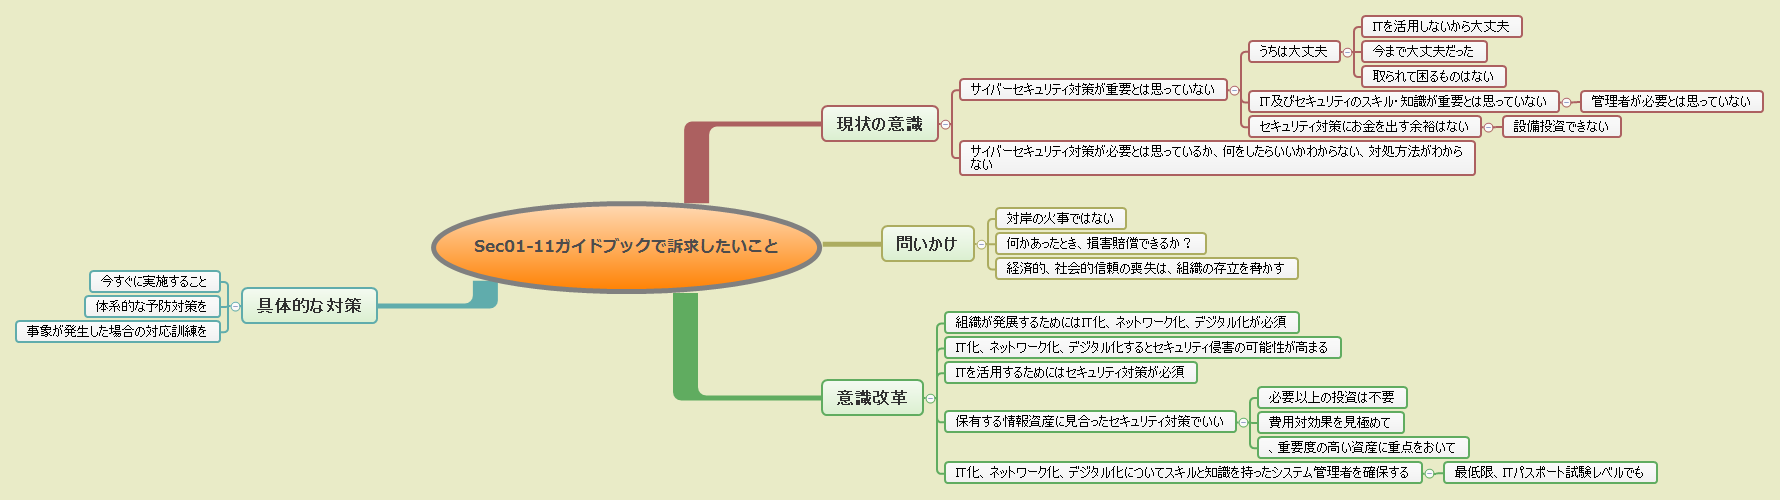 Sec01-11ガイドブックで訴求したいこと
現状の意識
サイバーセキュリティ対策が重要とは思っていない
うちは大丈夫
ITを活用しないから大丈夫
今まで大丈夫だった
取られて困るものはない
IT及びセキュリティのスキル・知識が重要とは思っていない
管理者が必要とは思っていない
セキュリティ対策にお金を出す余裕はない
設備投資できない
サイバーセキュリティ対策が必要とは思っているか、何をしたらいいかわからない、対処方法がわから
ない
問いかけ
対岸の火事ではない
何かあったとき、損害賠償できるか？
経済的、社会的信頼の喪失は、組織の存立を脅かす
意識改革
組織が発展するためにはIT化、ネットワーク化、デジタル化が必須
IT化、ネットワーク化、デジタル化するとセキュリティ侵害の可能性が高まる
ITを活用するためにはセキュリティ対策が必須
保有する情報資産に見合ったセキュリティ対策でいい
必要以上の投資は不要
費用対効果を見極めて
、重要度の高い資産に重点をおいて
IT化、ネットワーク化、デジタル化についてスキルと知識を持ったシステム管理者を確保する
最低限、ITパスポート試験レベルでも
具体的な対策
今すぐに実施すること
体系的な予防対策を
事象が発生した場合の対応訓練を